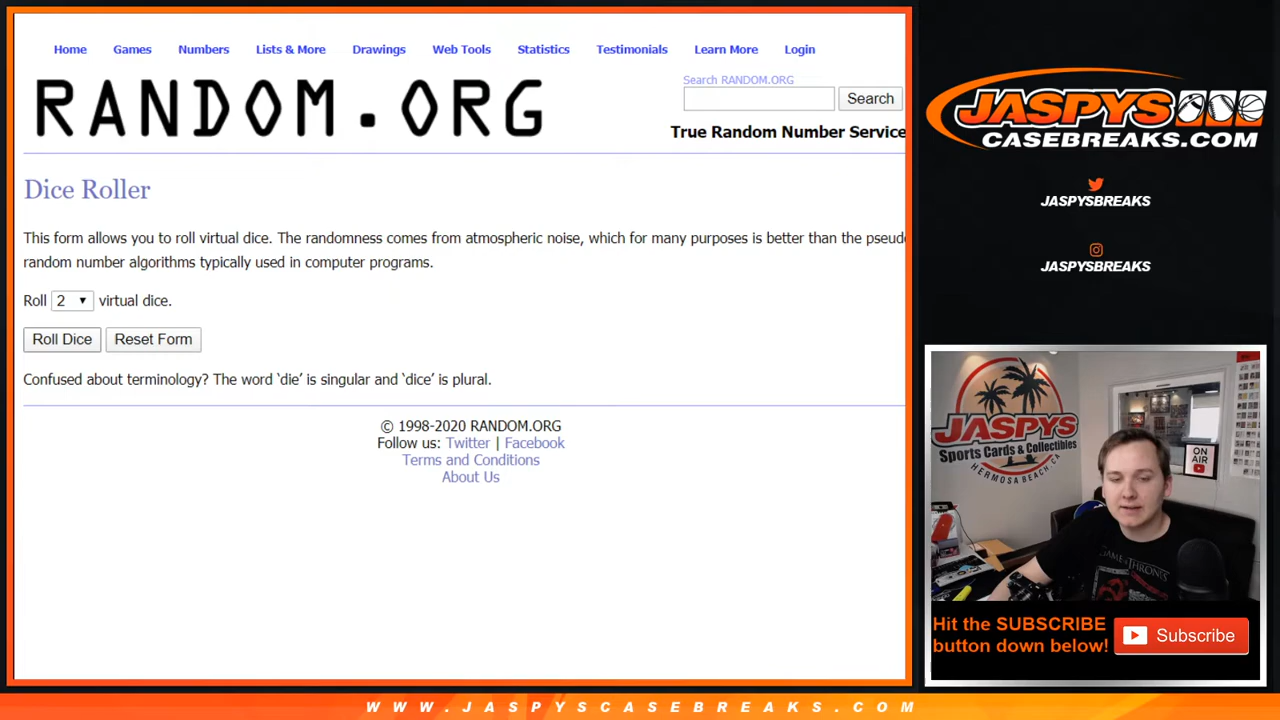 Home Games Numbers Lists & More Drawings Web Tools Statistics Testimonials Learn More Login
RANDOM.ORG
Search RANDOM.ORG
Search
True Random Number Service
Dice Roller
This form allows you to roll virtual dice. The randomness comes from atmospheric noise, which for many purposes is better than the pseudo
random number algorithms typically used in computer programs.
Roll 2 virtual dice.
Roll Dice Reset Form
Confused about terminology? The word ‘die’ is singular and ‘dice’ is plural.
© 1998-2020 RANDOM.ORG
Follow us: Twitter | Facebook
Terms and Conditions
About Us
JASPYS
CASEBREAKS.COM
JASPYSBREAKS
JASPYSBREAKS
JASPYS
Sports Cards & Collectibles
HERMOSA BEACH CA
ON
AIR
GAME OF THRONES
Hit the SUBSCRIBE
button down below!
Subscribe
WWW.JASPYSCASEBREAKS.COM